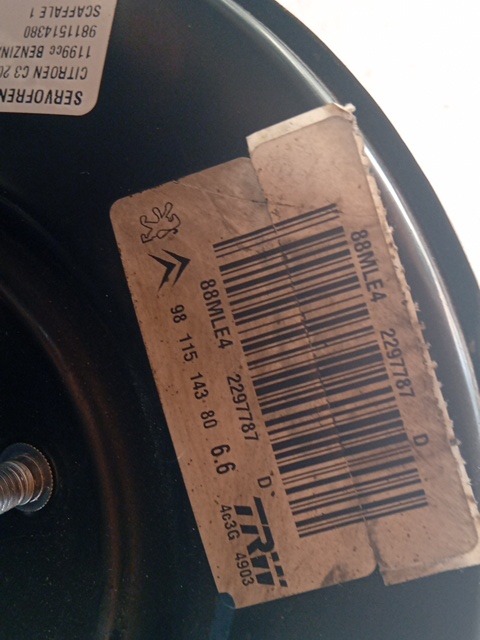 SERVOFREN
CITROEN C3 20
1199cc BENZINA
9811514380
SCAFFALE 1
88MLE4 2297787 D
88MLE4 2297787 D
98 115 143 80 6.6
TRW
4c3G 4903